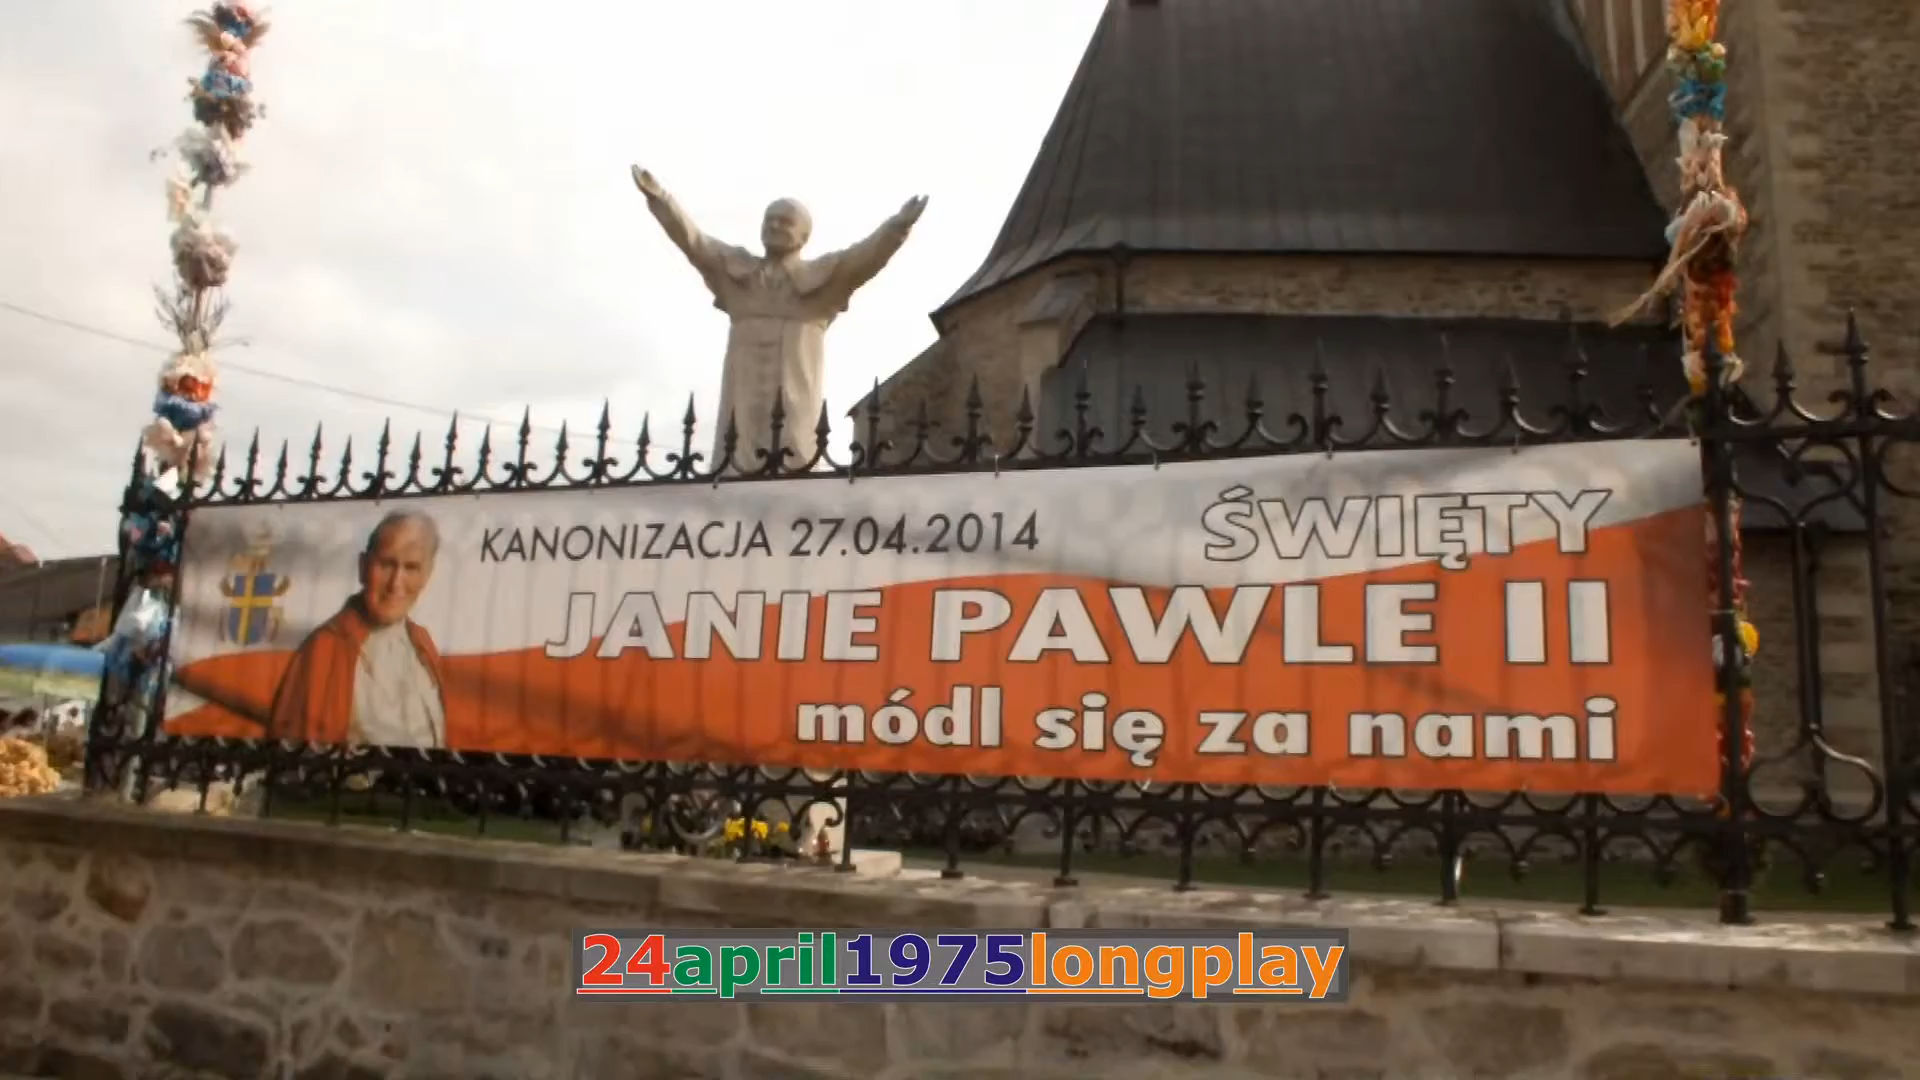 KANONIZACJA 27.04.2014
ŚWIĘTY
JANIE PAWLE II
módl się za nami
24april1975longplay